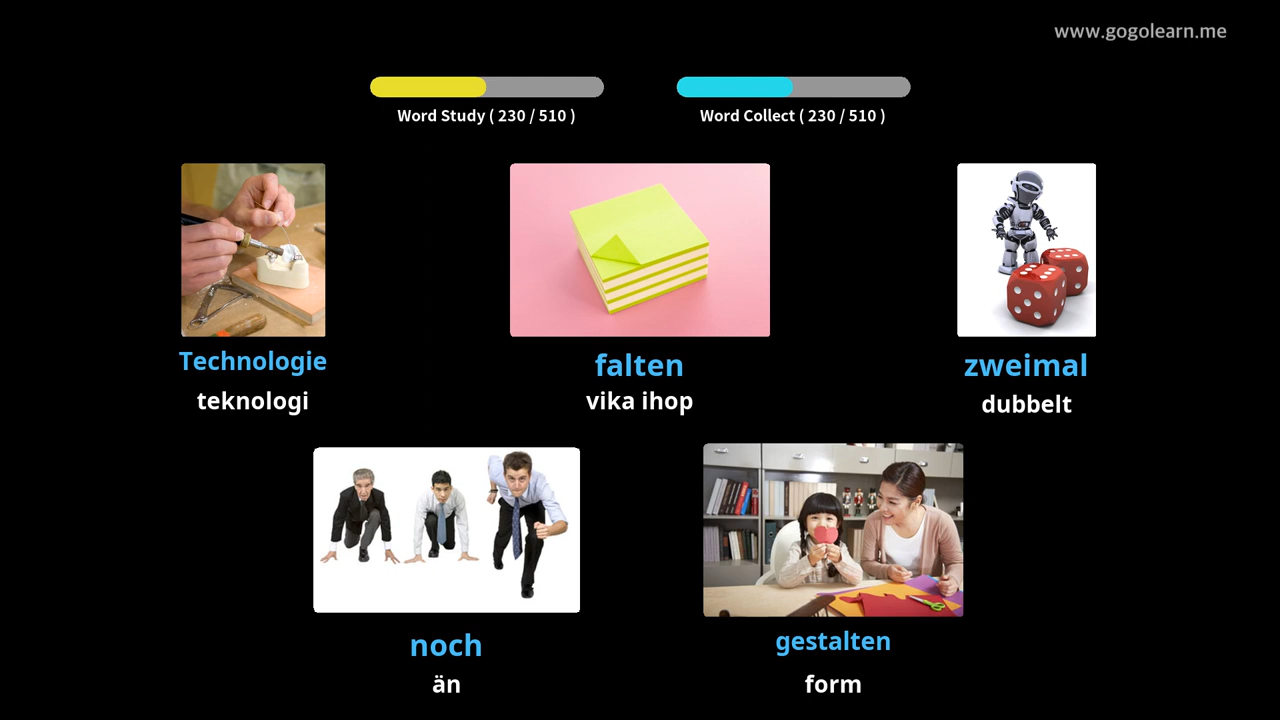 www.gogolearn.me
Word Study ( 230 / 510 )
Word Collect ( 230 / 510 )
Technologie
teknologi
falten
vika ihop
zweimal
dubbelt
noch
än
gestalten
form